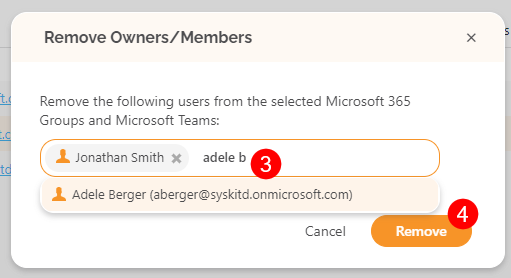 Remove Owners/Members
×
s
Remove the following users from the selected Microsoft 365
Groups and Microsoft Teams:
Jonathan Smith × adele b
3
Adele Berger (aberger@syskitd.onmicrosoft.com)
4
Cancel Remove